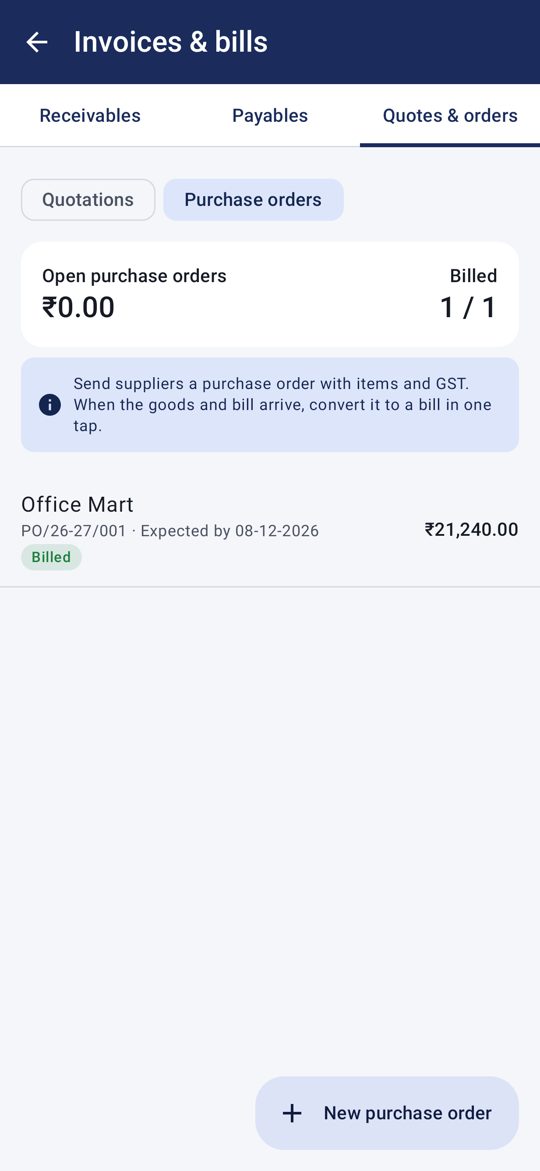 Invoices & bills
Receivables
Payables
Quotes & orders
Quotations
Purchase orders
Open purchase orders
Billed
₹0.00
1 / 1
Send suppliers a purchase order with items and GST.
When the goods and bill arrive, convert it to a bill in one
tap.
Office Mart
PO/26-27/001 · Expected by 08-12-2026
₹21,240.00
Billed
New purchase order